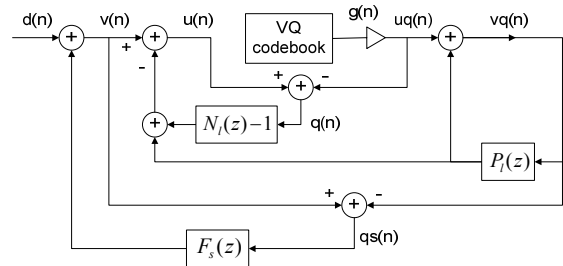 d(n) v(n) u(n) g(n) uq(n) vq(n)
VQ
codebook
+ + + - + + + -
+ N_l(z)-1 q(n)
P_l(z)
+ + -
F_s(z) qs(n)